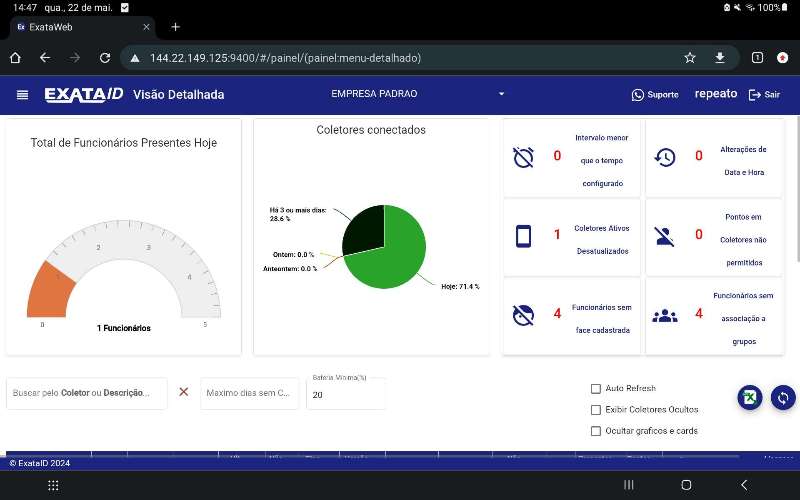 14:47 qua., 22 de mai.
100%
Ex ExataWeb
144.22.149.125:9400/#/painel/(painel:menu-detalhado)
1
EXATA ID Visão Detalhada
EMPRESA PADRAO
Suporte
repeato
Sair
Total de Funcionários Presentes Hoje
0
1
2
3
4
5
1 Funcionários
Coletores conectados
Há 3 ou mais dias:
28.6 %
Ontem: 0.0 %
Anteontem: 0.0 %
Hoje: 71.4 %
0
Intervalo menor
que o tempo
configurado
0
Alterações de
Data e Hora
1
Coletores Ativos
Desatualizados
0
Pontos em
Coletores não
permitidos
4
Funcionários sem
face cadastrada
4
Funcionários sem
associação a
grupos
Buscar pelo Coletor ou Descrição...
Maximo dias sem C...
Bateria Minima(%)
20
Auto Refresh
Exibir Coletores Ocultos
Ocultar graficos e cards
© ExataID 2024